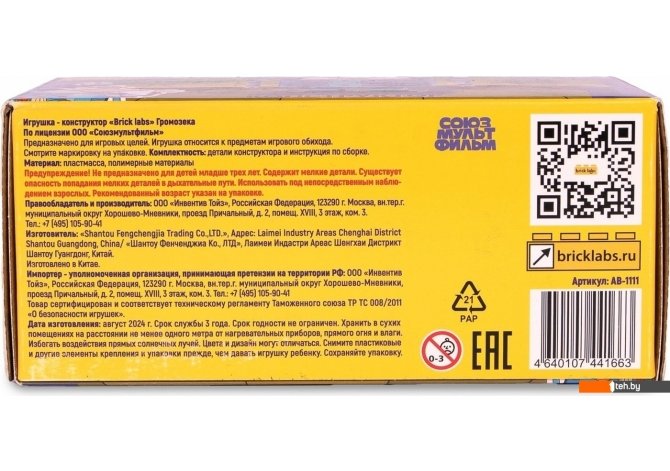 Игрушка - конструктор «Brick labs» Громозека
По лицензии ООО «Союзмультфильм»
Предназначено для игровых целей. Игрушка относится к предметам игрового обихода.
Смотрите маркировку на упаковке. Комплектность: детали конструктора и инструкция по сборке.
Материал: пластмасса, полимерные материалы
Предупреждение! Не предназначено для детей младше трех лет. Содержит мелкие детали. Существует
опасность попадания мелких деталей в дыхательные пути. Использовать под непосредственным наблю-
дением взрослых. Рекомендованный возраст указан на упаковке.
Правообладатель и производитель: ООО «Инвентив Тойз», Российская Федерация, 123290 г. Москва, вн.тер.г.
муниципальный округ Хорошево-Мневники, проезд Причальный, д. 2, помещ. XVIII, 3 этаж, ком. 3.
Тел. +7 (495) 105-90-41
Изготовитель: «Shantou Fengchengjia Trading Co.,LTD.», Адрес: Laimei Industry Areas Chenghai District
Shantou Guangdong, China/ «Шантоу Фенченджиа Ко., ЛТД», Лаимеи Индастри Ареас Шенгхаи Дистрикт
Шантоу Гуангдонг, Китай.
Импортер - уполномоченная организация, принимающая претензии на территории РФ: ООО «Инвентив
Тойз», Российская Федерация, 123290 г. Москва, вн.тер.г. муниципальный округ Хорошево-Мневники,
проезд Причальный, д. 2, помещ. XVIII, 3 этаж, ком. 3, Тел. +7 (495) 105-90-41
Товар сертифицирован в соответствии техническому регламенту Таможенного союза ТР ТС 008/2011
«О безопасности игрушек».
Дата изготовления: август 2024 г. Срок службы 3 года. Срок годности не ограничен. Хранить в сухих
помещениях на расстоянии не менее одного метра от нагревательных приборов, прямого огня и влаги.
Избегать воздействия прямых солнечных лучей. Цвета и дизайн могут отличаться. Снимите пластиковые
и другие элементы крепления и упаковки прежде, чем давать игрушку ребенку. Сохраняйте упаковку.
СОЮЗ
МУЛЬТ
ФИЛЬМ
brick labs
bricklabs.ru
Артикул: AB-1111
21
PAP
0-3
EAC
4 640107 441663
1teh.by